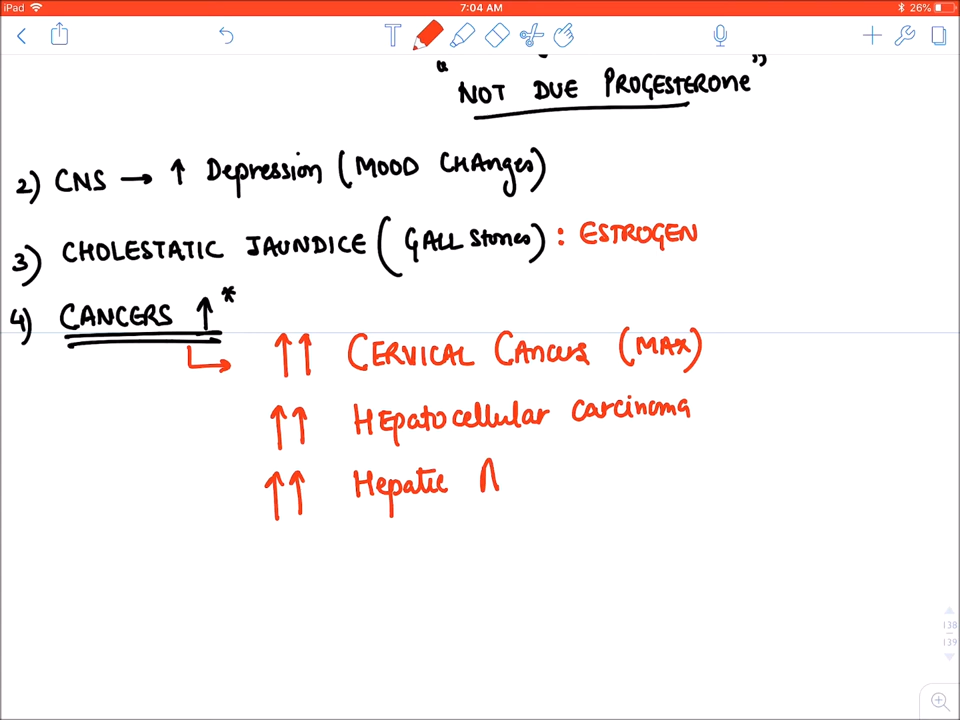 iPad 7:04 AM 26%
T
" "
NOT DUE PROGESTERONE
2) CNS → ↑ Depression (MOOD CHAnges)
3) CHOLESTATIC JAUNDICE (GALL Stones) : ESTROGEN
4) CANCERS ↑ *
↑↑ CERVICAL CANCERS (MAX)
↑↑ HEpatocellular carcinoma
↑↑ Hepatic
138
139